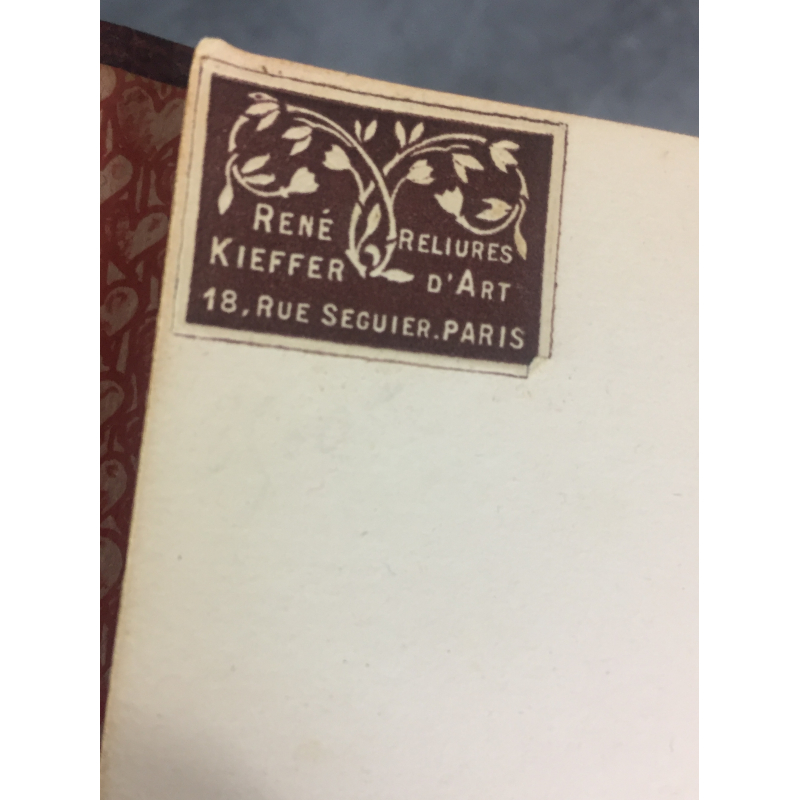 RENÉ
KIEFFER
RELIURES
D'ART
18, RUE SEGUIER. PARIS